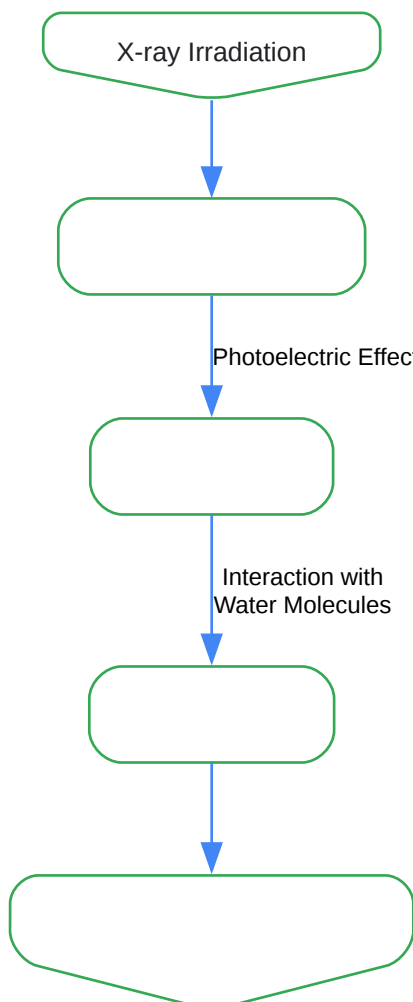 X-ray Irradiation
Photoelectric Effect
Interaction with
Water Molecules